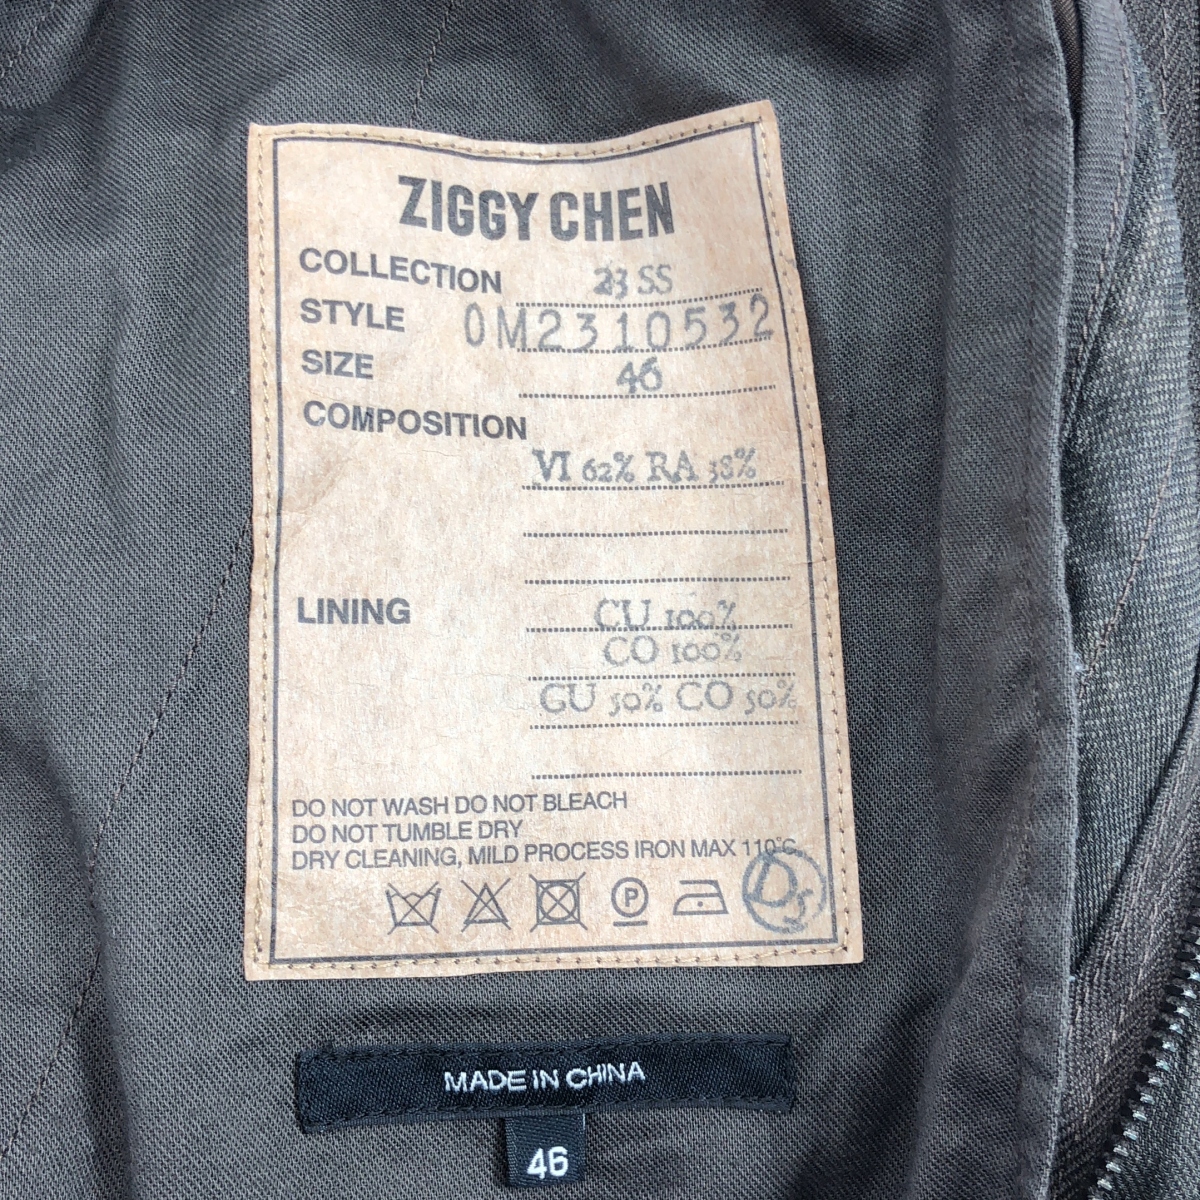 ZIGGY CHEN
COLLECTION 23 SS
STYLE 0M2310532
SIZE 46
COMPOSITION
VI 62% RA 38%
LINING CU 100%
CO 100%
CU 50% CO 50%
DO NOT WASH DO NOT BLEACH
DO NOT TUMBLE DRY
DRY CLEANING, MILD PROCESS IRON MAX 110°C
P
MADE IN CHINA
46